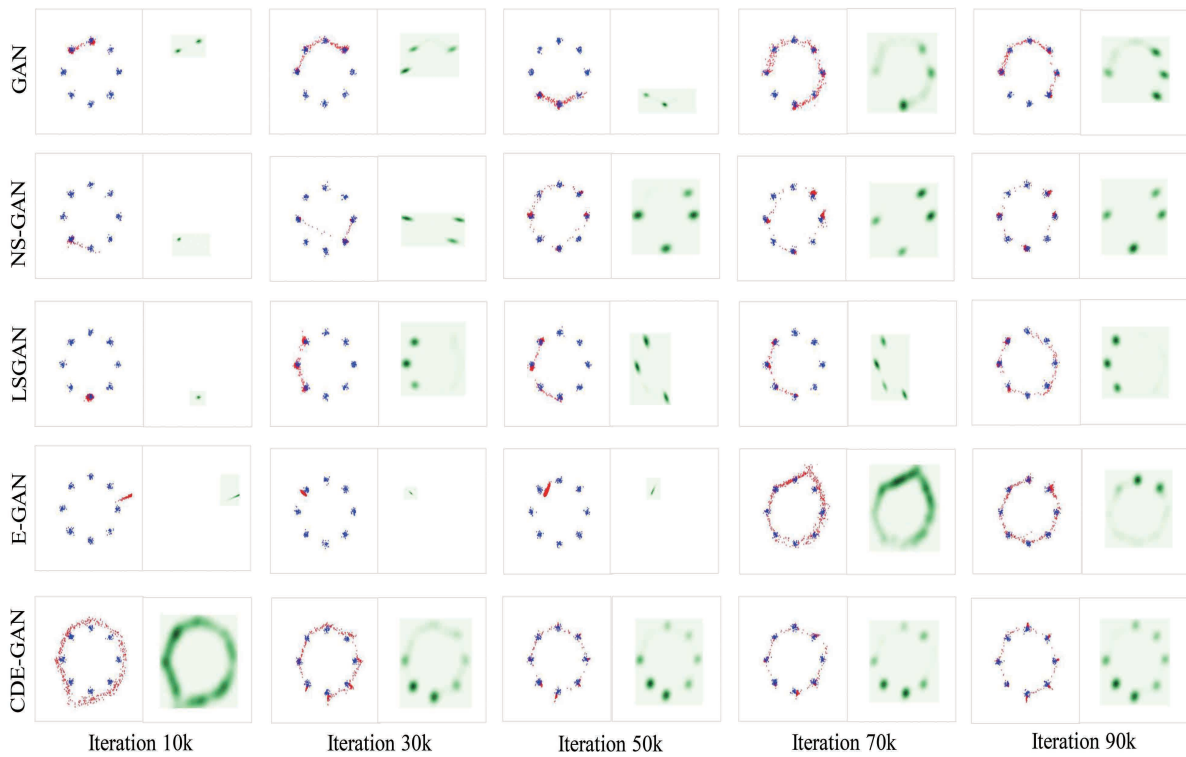 GAN
NS-GAN
LSGAN
E-GAN
CDE-GAN
Iteration 10k
Iteration 30k
Iteration 50k
Iteration 70k
Iteration 90k